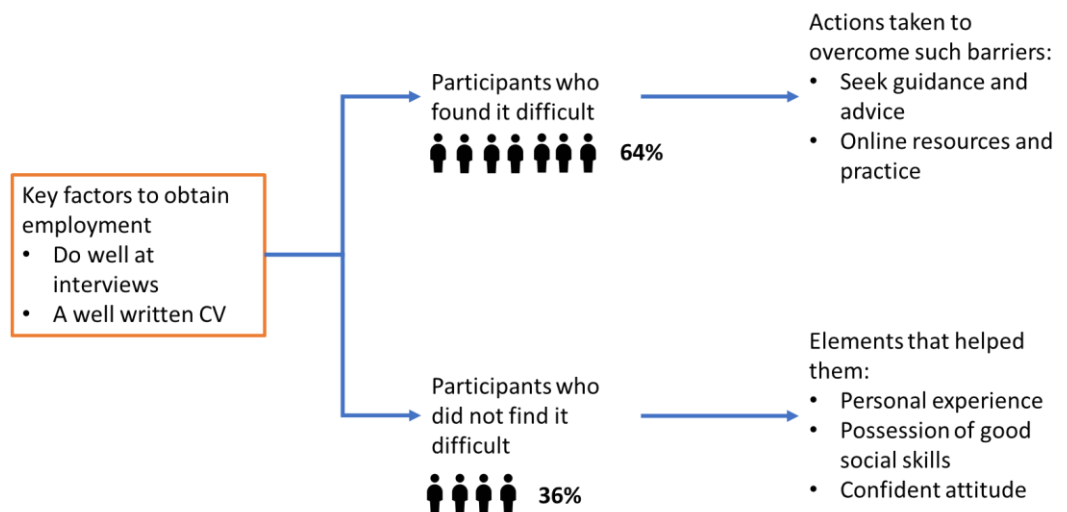 Key factors to obtain
employment
• Do well at
interviews
• A well written CV
Participants who
found it difficult
64%
Actions taken to
overcome such barriers:
• Seek guidance and
advice
• Online resources and
practice
Participants who
did not find it
difficult
36%
Elements that helped
them:
• Personal experience
• Possession of good
social skills
• Confident attitude